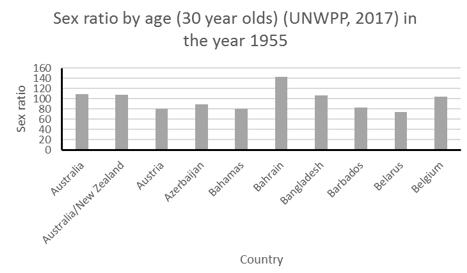 Sex ratio by age (30 year olds) (UNWPP, 2017) in
the year 1955
Sex ratio
160
140
120
100
80
60
40
20
0
Australia
Australia/New Zealand
Austria
Azerbaijan
Bahamas
Bahrain
Bangladesh
Barbados
Belarus
Belgium
Country